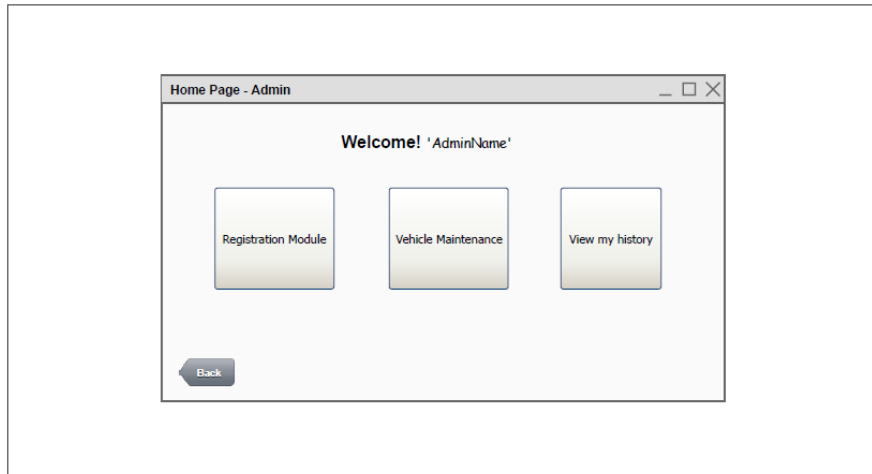 Home Page - Admin
Welcome! 'AdminName'
Registration Module
Vehicle Maintenance
View my history
Back